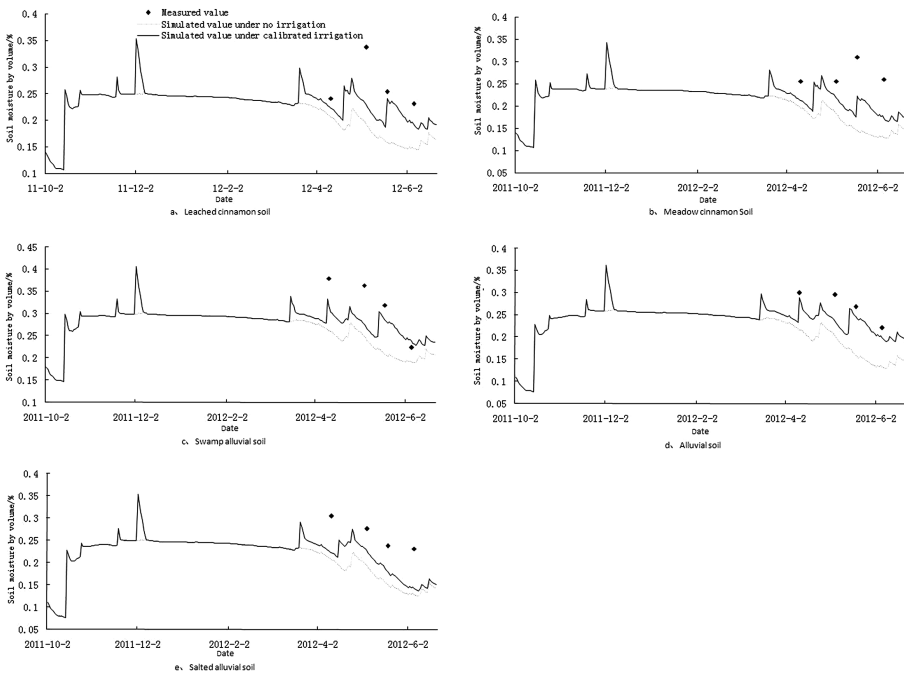 ◆ Measured value
Simulated value under no irrigation
Simulated value under calibrated irrigation
Soil moisture by volume/%
0.4
0.35
0.3
0.25
0.2
0.15
0.1
11-10-2 11-12-2 12-2-2 12-4-2 12-6-2
Date
a、 Leached cinnamon soil
Soil moisture by volume/%
0.4
0.35
0.3
0.25
0.2
0.15
0.1
0.05
2011-10-2 2011-12-2 2012-2-2 2012-4-2 2012-6-2
Date
b、 Meadow cinnamon Soil
Soil moisture by volume/%
0.45
0.4
0.35
0.3
0.25
0.2
0.15
0.1
2011-10-2 2011-12-2 2012-2-2 2012-4-2 2012-6-2
Date
c、 Swamp alluvial soil
Soil moisture by volume/%
0.4
0.35
0.3
0.25
0.2
0.15
0.1
0.05
2011-10-2 2011-12-2 2012-2-2 2012-4-2 2012-6-2
Date
d、 Alluvial soil
Soil moisture by volume/%
0.4
0.35
0.3
0.25
0.2
0.15
0.1
0.05
2011-10-2 2011-12-2 2012-2-2 2012-4-2 2012-6-2
Date
e、 Salted alluvial soil